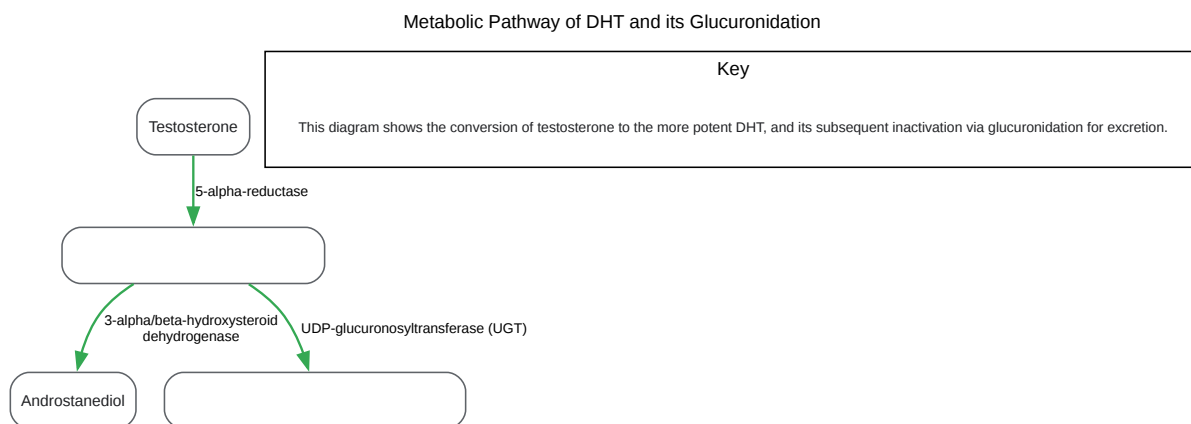 Metabolic Pathway of DHT and its Glucuronidation
Key
This diagram shows the conversion of testosterone to the more potent DHT, and its subsequent inactivation via glucuronidation for excretion.
Testosterone
5-alpha-reductase
3-alpha/beta-hydroxysteroid
dehydrogenase
UDP-glucuronosyltransferase (UGT)
Androstanediol